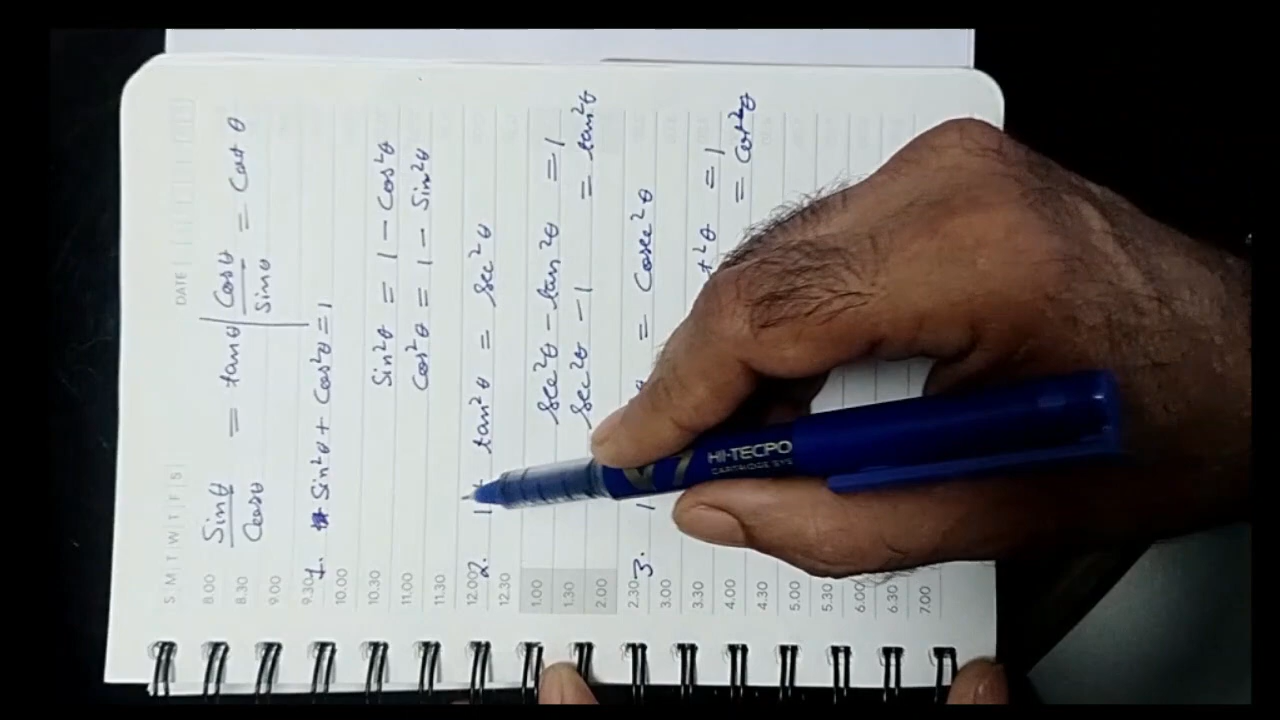 DATE
S M T W T F S
8.00 Sinθ/Cosθ = tanθ | Cosθ/Sinθ = Cot θ
8.30
9.00
9.30 1. Sin²θ + Cos²θ = 1
10.00
10.30 Sin²θ = 1 - Cos²θ
11.00 Cos²θ = 1 - Sin²θ
11.30
12.00 2. 1 tan²θ = sec²θ
12.30
1.00 sec²θ - tan²θ = 1
1.30 sec²θ - 1 = tan²θ
2.00
2.30 3. 1 θ = Cosec²θ
3.00
3.30 t²θ = 1
4.00 = Cot²θ
4.30
5.00
5.30
6.00
6.30
7.00
V7 HI-TECPO
CARTRIDGE SYS